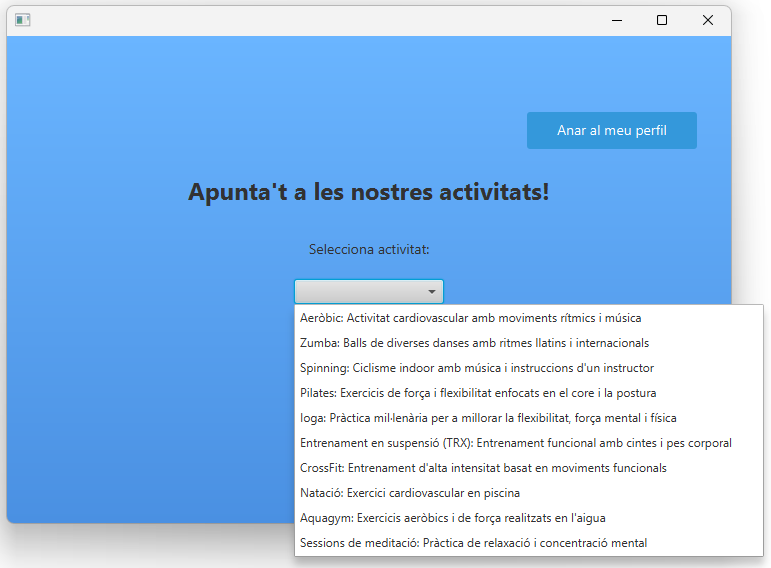 Anar al meu perfil
Apunta't a les nostres activitats!
Selecciona activitat:
Aeròbic: Activitat cardiovascular amb moviments rítmics i música
Zumba: Balls de diverses danses amb ritmes llatins i internacionals
Spinning: Ciclisme indoor amb música i instruccions d'un instructor
Pilates: Exercicis de força i flexibilitat enfocats en el core i la postura
Ioga: Pràctica mil·lenària per a millorar la flexibilitat, força mental i física
Entrenament en suspensió (TRX): Entrenament funcional amb cintes i pes corporal
CrossFit: Entrenament d'alta intensitat basat en moviments funcionals
Natació: Exercici cardiovascular en piscina
Aquagym: Exercicis aeròbics i de força realitzats en l'aigua
Sessions de meditació: Pràctica de relaxació i concentració mental